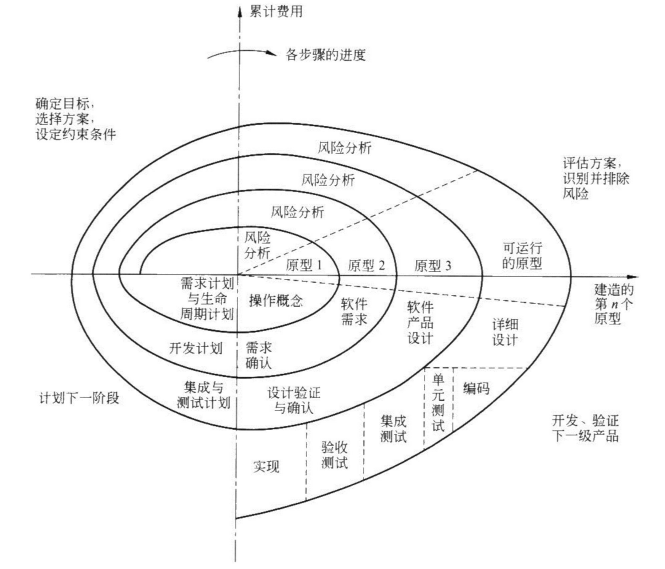 累计费用
各步骤的进度
确定目标，
选择方案，
设定约束条件
风险分析
风险分析
风险分析
风险
分析
评估方案，
识别并排除
风险
原型1
原型2
原型3
可运行
的原型
建造的
第n个
原型
需求计划
与生命
周期计划
操作概念
软件
需求
软件
产品
设计
详细
设计
开发计划
需求
确认
集成与
测试计划
设计验证
与确认
计划下一阶段
单元测试
编码
集成
测试
验收
测试
实现
开发、验证
下一级产品